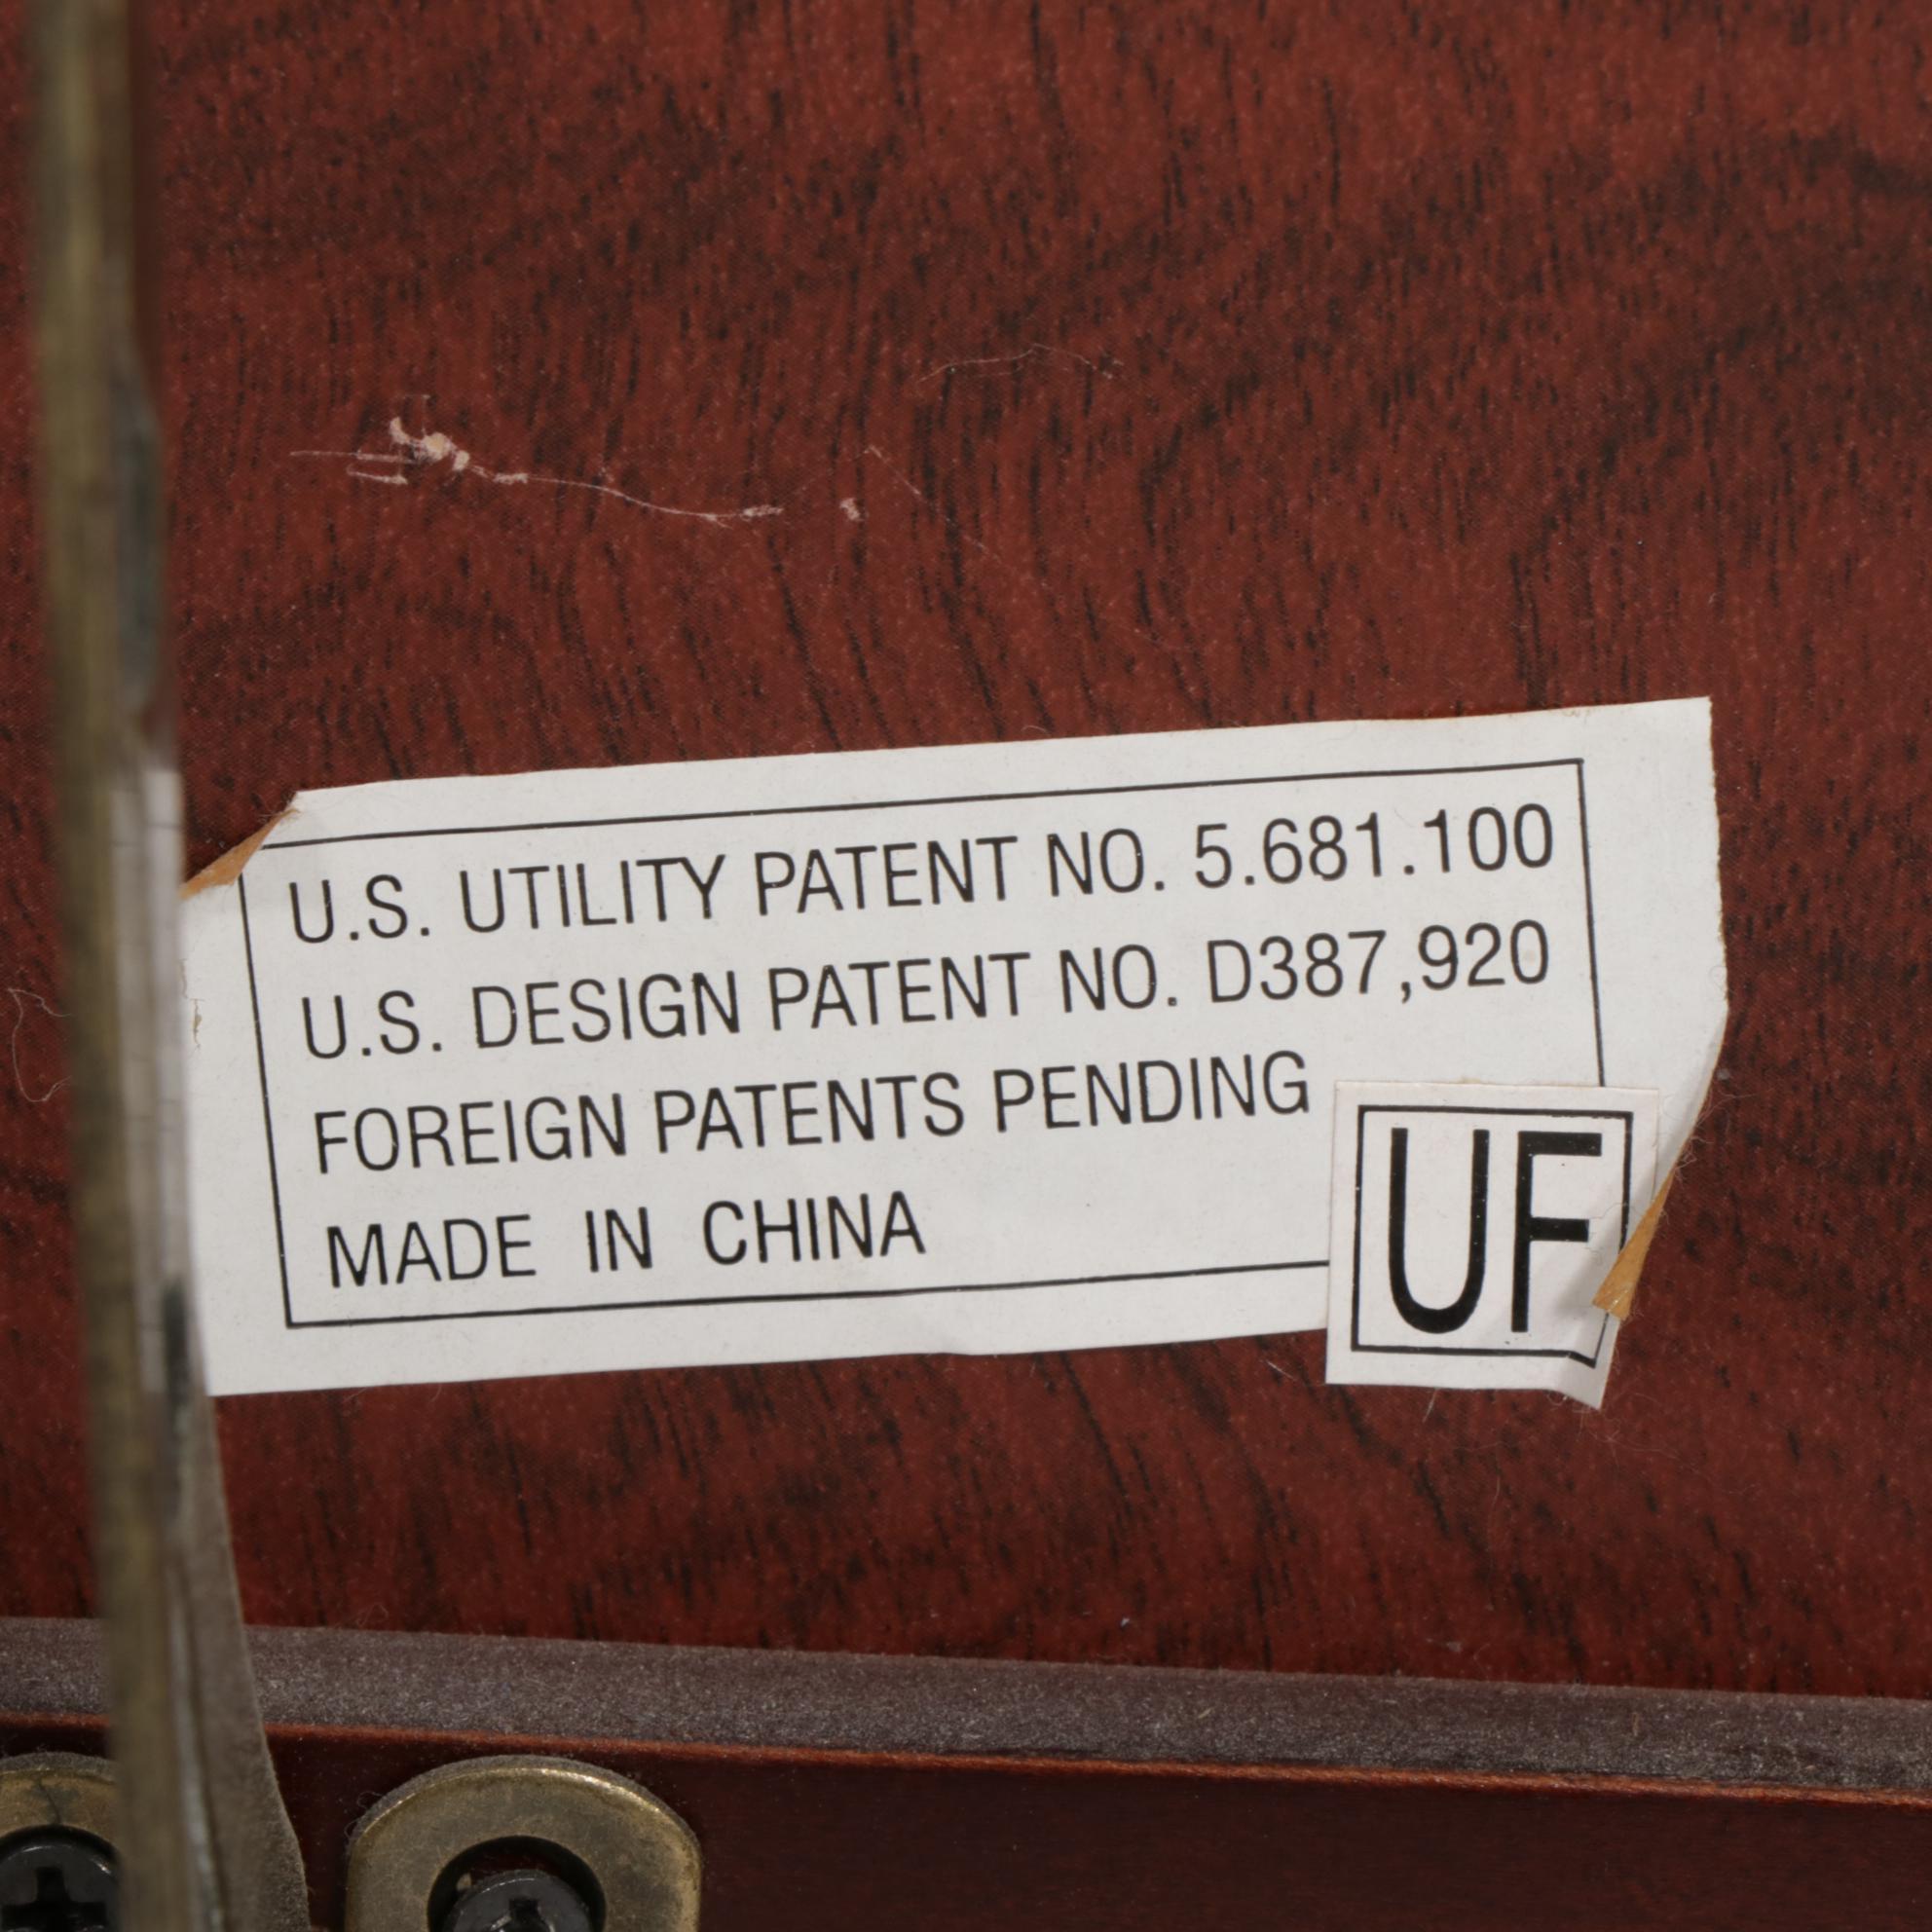 U.S. UTILITY PATENT NO. 5.681.100
U.S. DESIGN PATENT NO. D387,920
FOREIGN PATENTS PENDING
MADE IN CHINA
UF